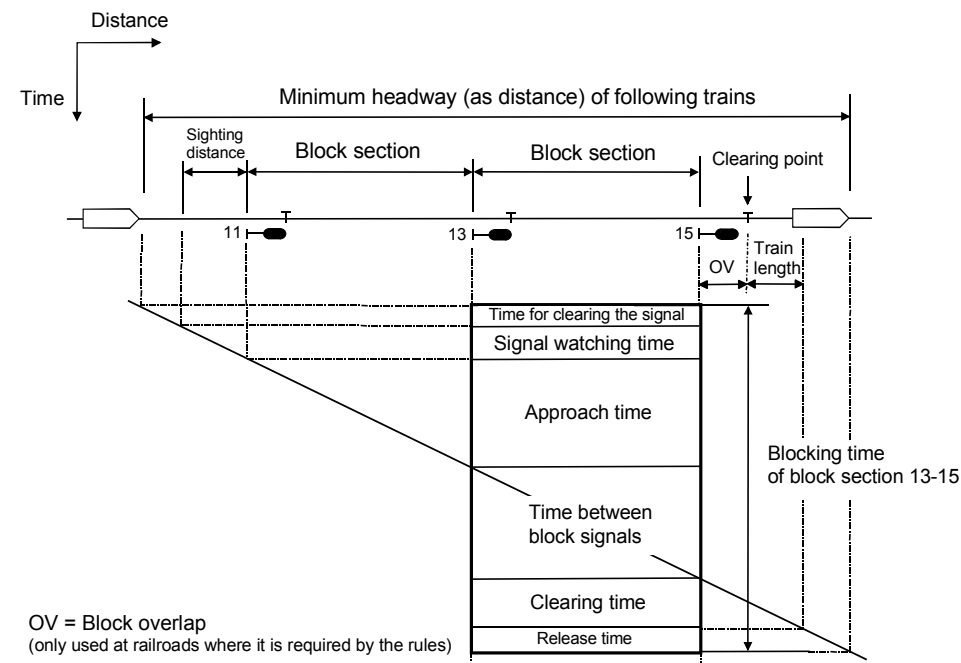 Distance
Time
Minimum headway (as distance) of following trains
Sighting
distance
Block section
Block section
Clearing point
11
13
15
OV
Train
length
Time for clearing the signal
Signal watching time
Approach time
Blocking time
of block section 13-15
Time between
block signals
Clearing time
Release time
OV = Block overlap
(only used at railroads where it is required by the rules)